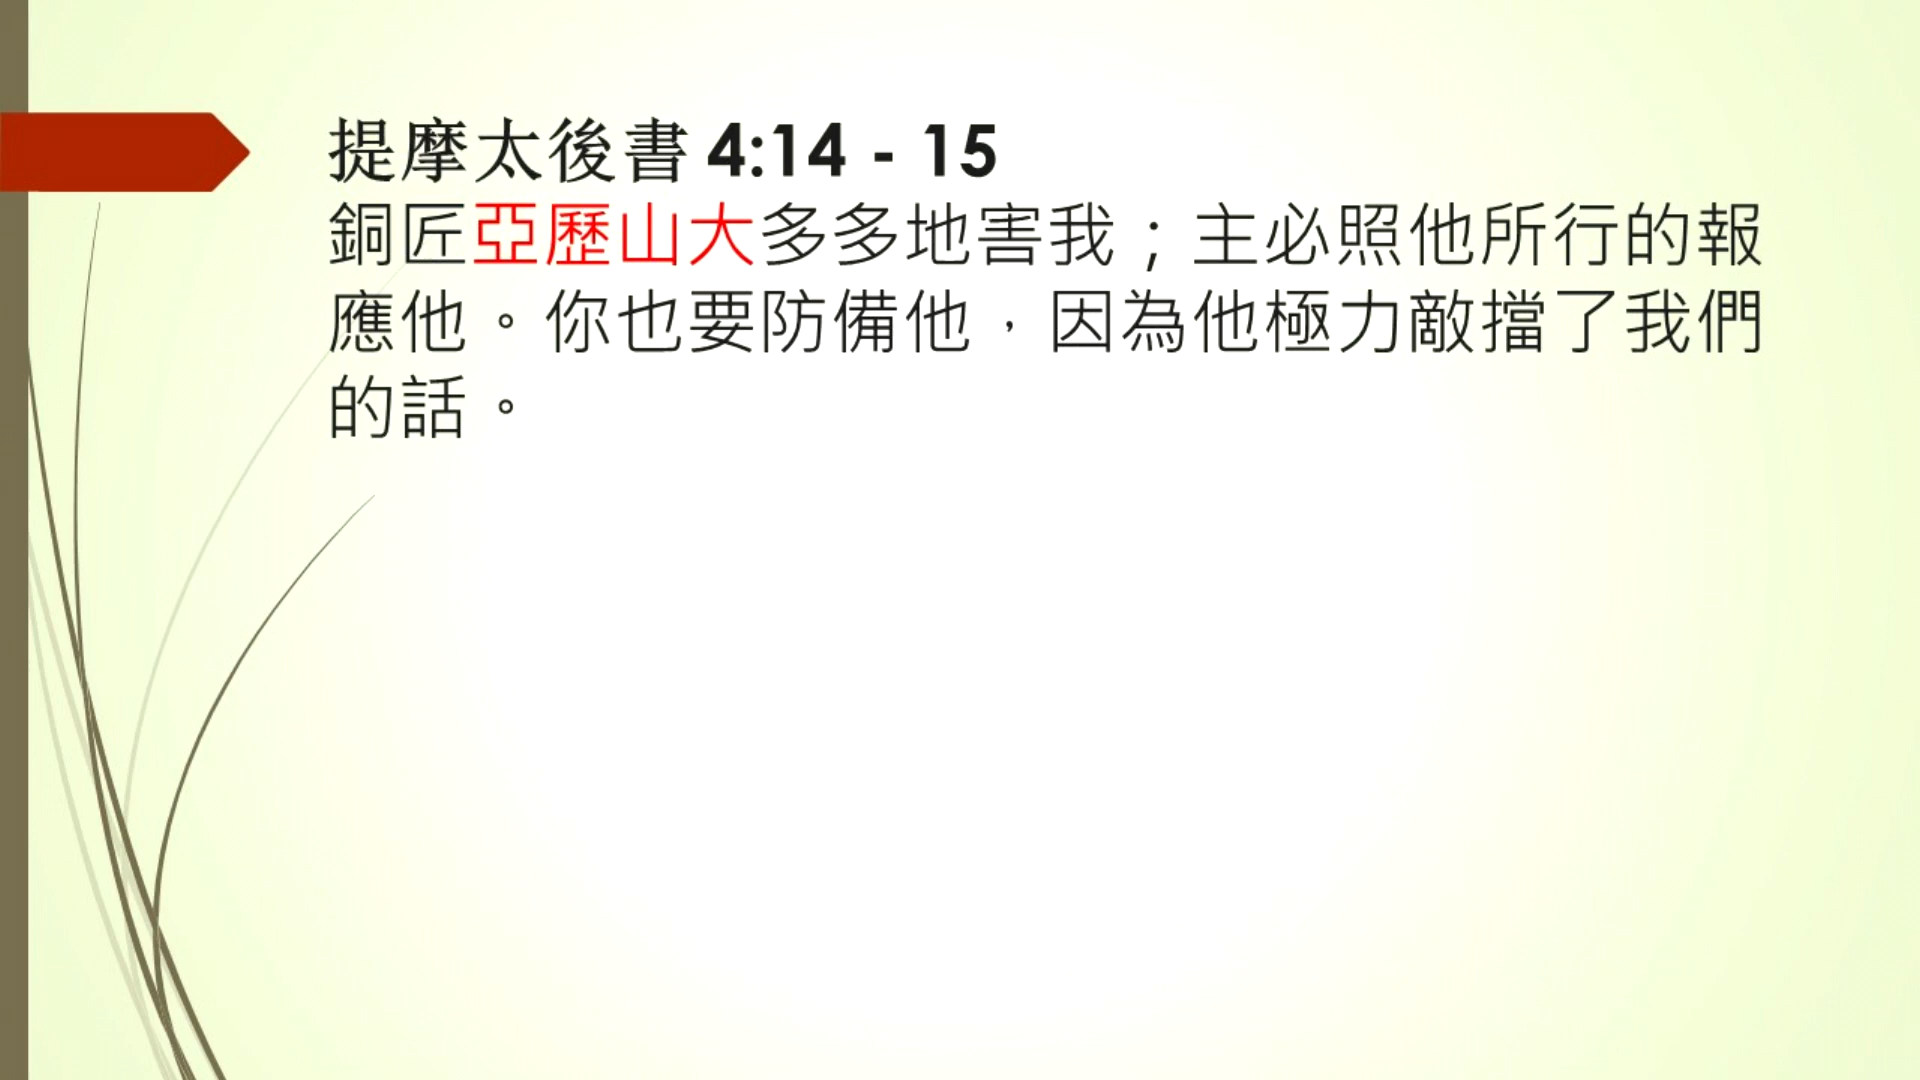 提摩太後書 4:14 - 15
銅匠亞歷山大多多地害我；主必照他所行的報
應他。你也要防備他，因為他極力敵擋了我們
的話。